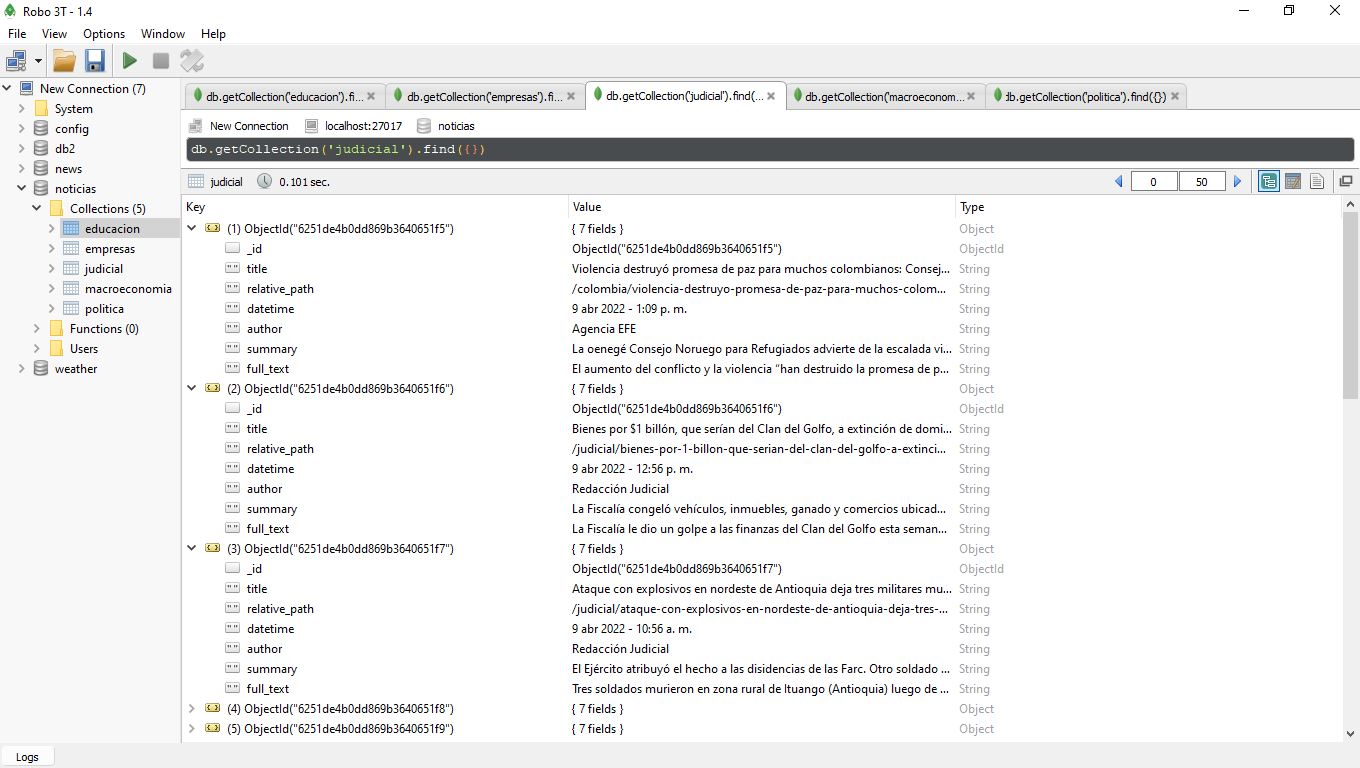 Robo 3T - 1.4
File View Options Window Help
New Connection (7)
System
config
db2
news
noticias
Collections (5)
educacion
empresas
judicial
macroeconomia
politica
Functions (0)
Users
weather
db.getCollection('educacion').fi... db.getCollection('empresas').fi... db.getCollection('judicial').find(... db.getCollection('macroeconom... db.getCollection('politica').find({})
New Connection localhost:27017 noticias
db.getCollection('judicial').find({})
judicial 0.101 sec. 0 50
Key Value Type
(1) ObjectId("6251de4b0dd869b3640651f5") { 7 fields } Object
_id ObjectId("6251de4b0dd869b3640651f5") ObjectId
title Violencia destruyó promesa de paz para muchos colombianos: Consej... String
relative_path /colombia/violencia-destruyo-promesa-de-paz-para-muchos-colom... String
datetime 9 abr 2022 - 1:09 p. m. String
author Agencia EFE String
summary La oenegé Consejo Noruego para Refugiados advierte de la escalada vi... String
full_text El aumento del conflicto y la violencia “han destruido la promesa de p... String
(2) ObjectId("6251de4b0dd869b3640651f6") { 7 fields } Object
_id ObjectId("6251de4b0dd869b3640651f6") ObjectId
title Bienes por $1 billón, que serían del Clan del Golfo, a extinción de domi... String
relative_path /judicial/bienes-por-1-billon-que-serian-del-clan-del-golfo-a-extinci... String
datetime 9 abr 2022 - 12:56 p. m. String
author Redacción Judicial String
summary La Fiscalía congeló vehículos, inmuebles, ganado y comercios ubicad... String
full_text La Fiscalía le dio un golpe a las finanzas del Clan del Golfo esta seman... String
(3) ObjectId("6251de4b0dd869b3640651f7") { 7 fields } Object
_id ObjectId("6251de4b0dd869b3640651f7") ObjectId
title Ataque con explosivos en nordeste de Antioquia deja tres militares mu... String
relative_path /judicial/ataque-con-explosivos-en-nordeste-de-antioquia-deja-tres-... String
datetime 9 abr 2022 - 10:56 a. m. String
author Redacción Judicial String
summary El Ejército atribuyó el hecho a las disidencias de las Farc. Otro soldado ... String
full_text Tres soldados murieron en zona rural de Ituango (Antioquia) luego de ... String
(4) ObjectId("6251de4b0dd869b3640651f8") { 7 fields } Object
(5) ObjectId("6251de4b0dd869b3640651f9") { 7 fields } Object
Logs